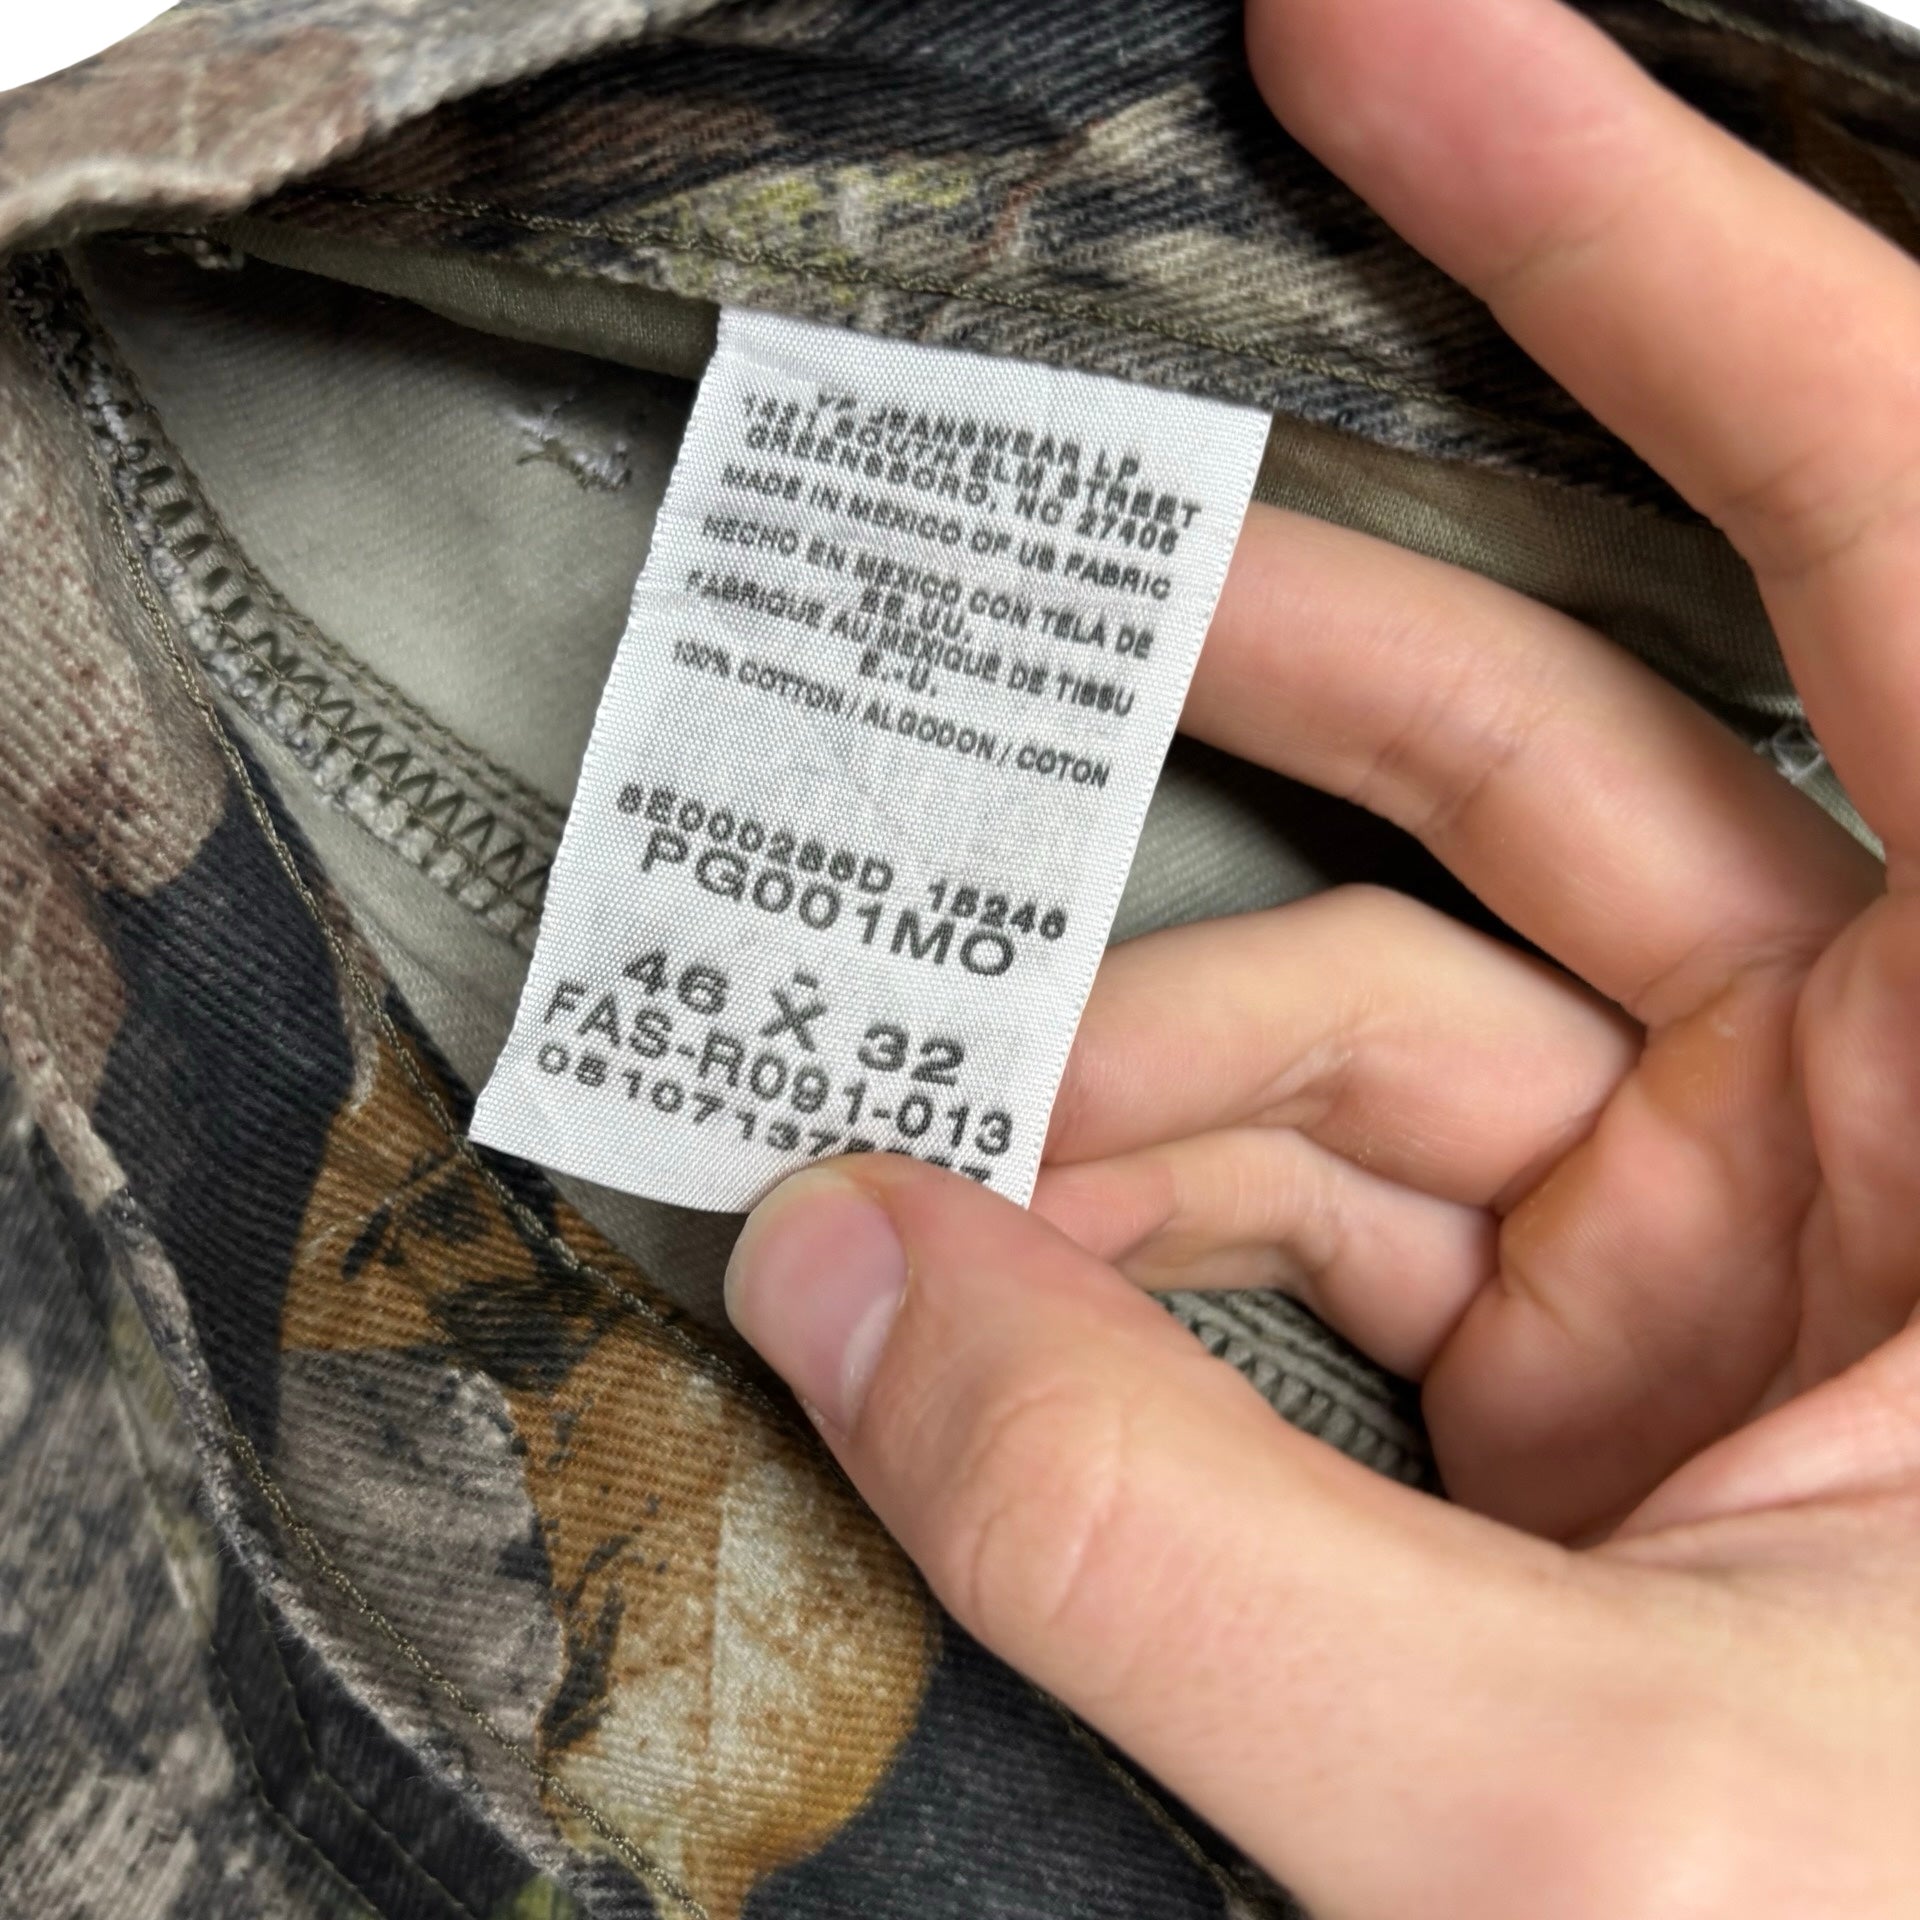 VF JEANSWEAR LP
1421 SOUTH ELM STREET
GREENSBORO, NC 27406
MADE IN MEXICO OF US FABRIC
HECHO EN MEXICO CON TELA DE
EE.UU.
FABRIQUE AU MEXIQUE DE TISSU
E.-U.
100% COTTON / ALGODON / COTON
15246
PG001MO
-
46 X 32
FAS-R091-013